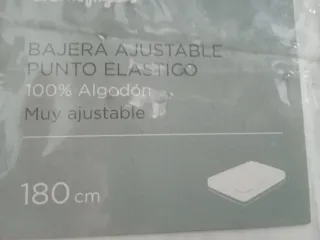 BAJERA AJUSTABLE
PUNTO ELASTICO
100% Algodón
Muy ajustable
180 cm